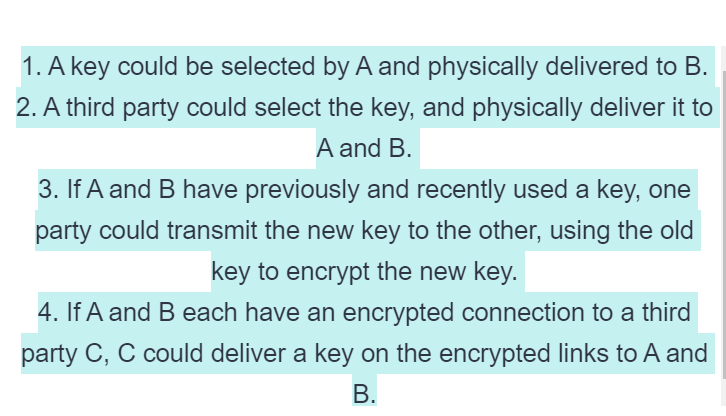 1. A key could be selected by A and physically delivered to B.
2. A third party could select the key, and physically deliver it to
A and B.
3. If A and B have previously and recently used a key, one
party could transmit the new key to the other, using the old
key to encrypt the new key.
4. If A and B each have an encrypted connection to a third
party C, C could deliver a key on the encrypted links to A and
B.